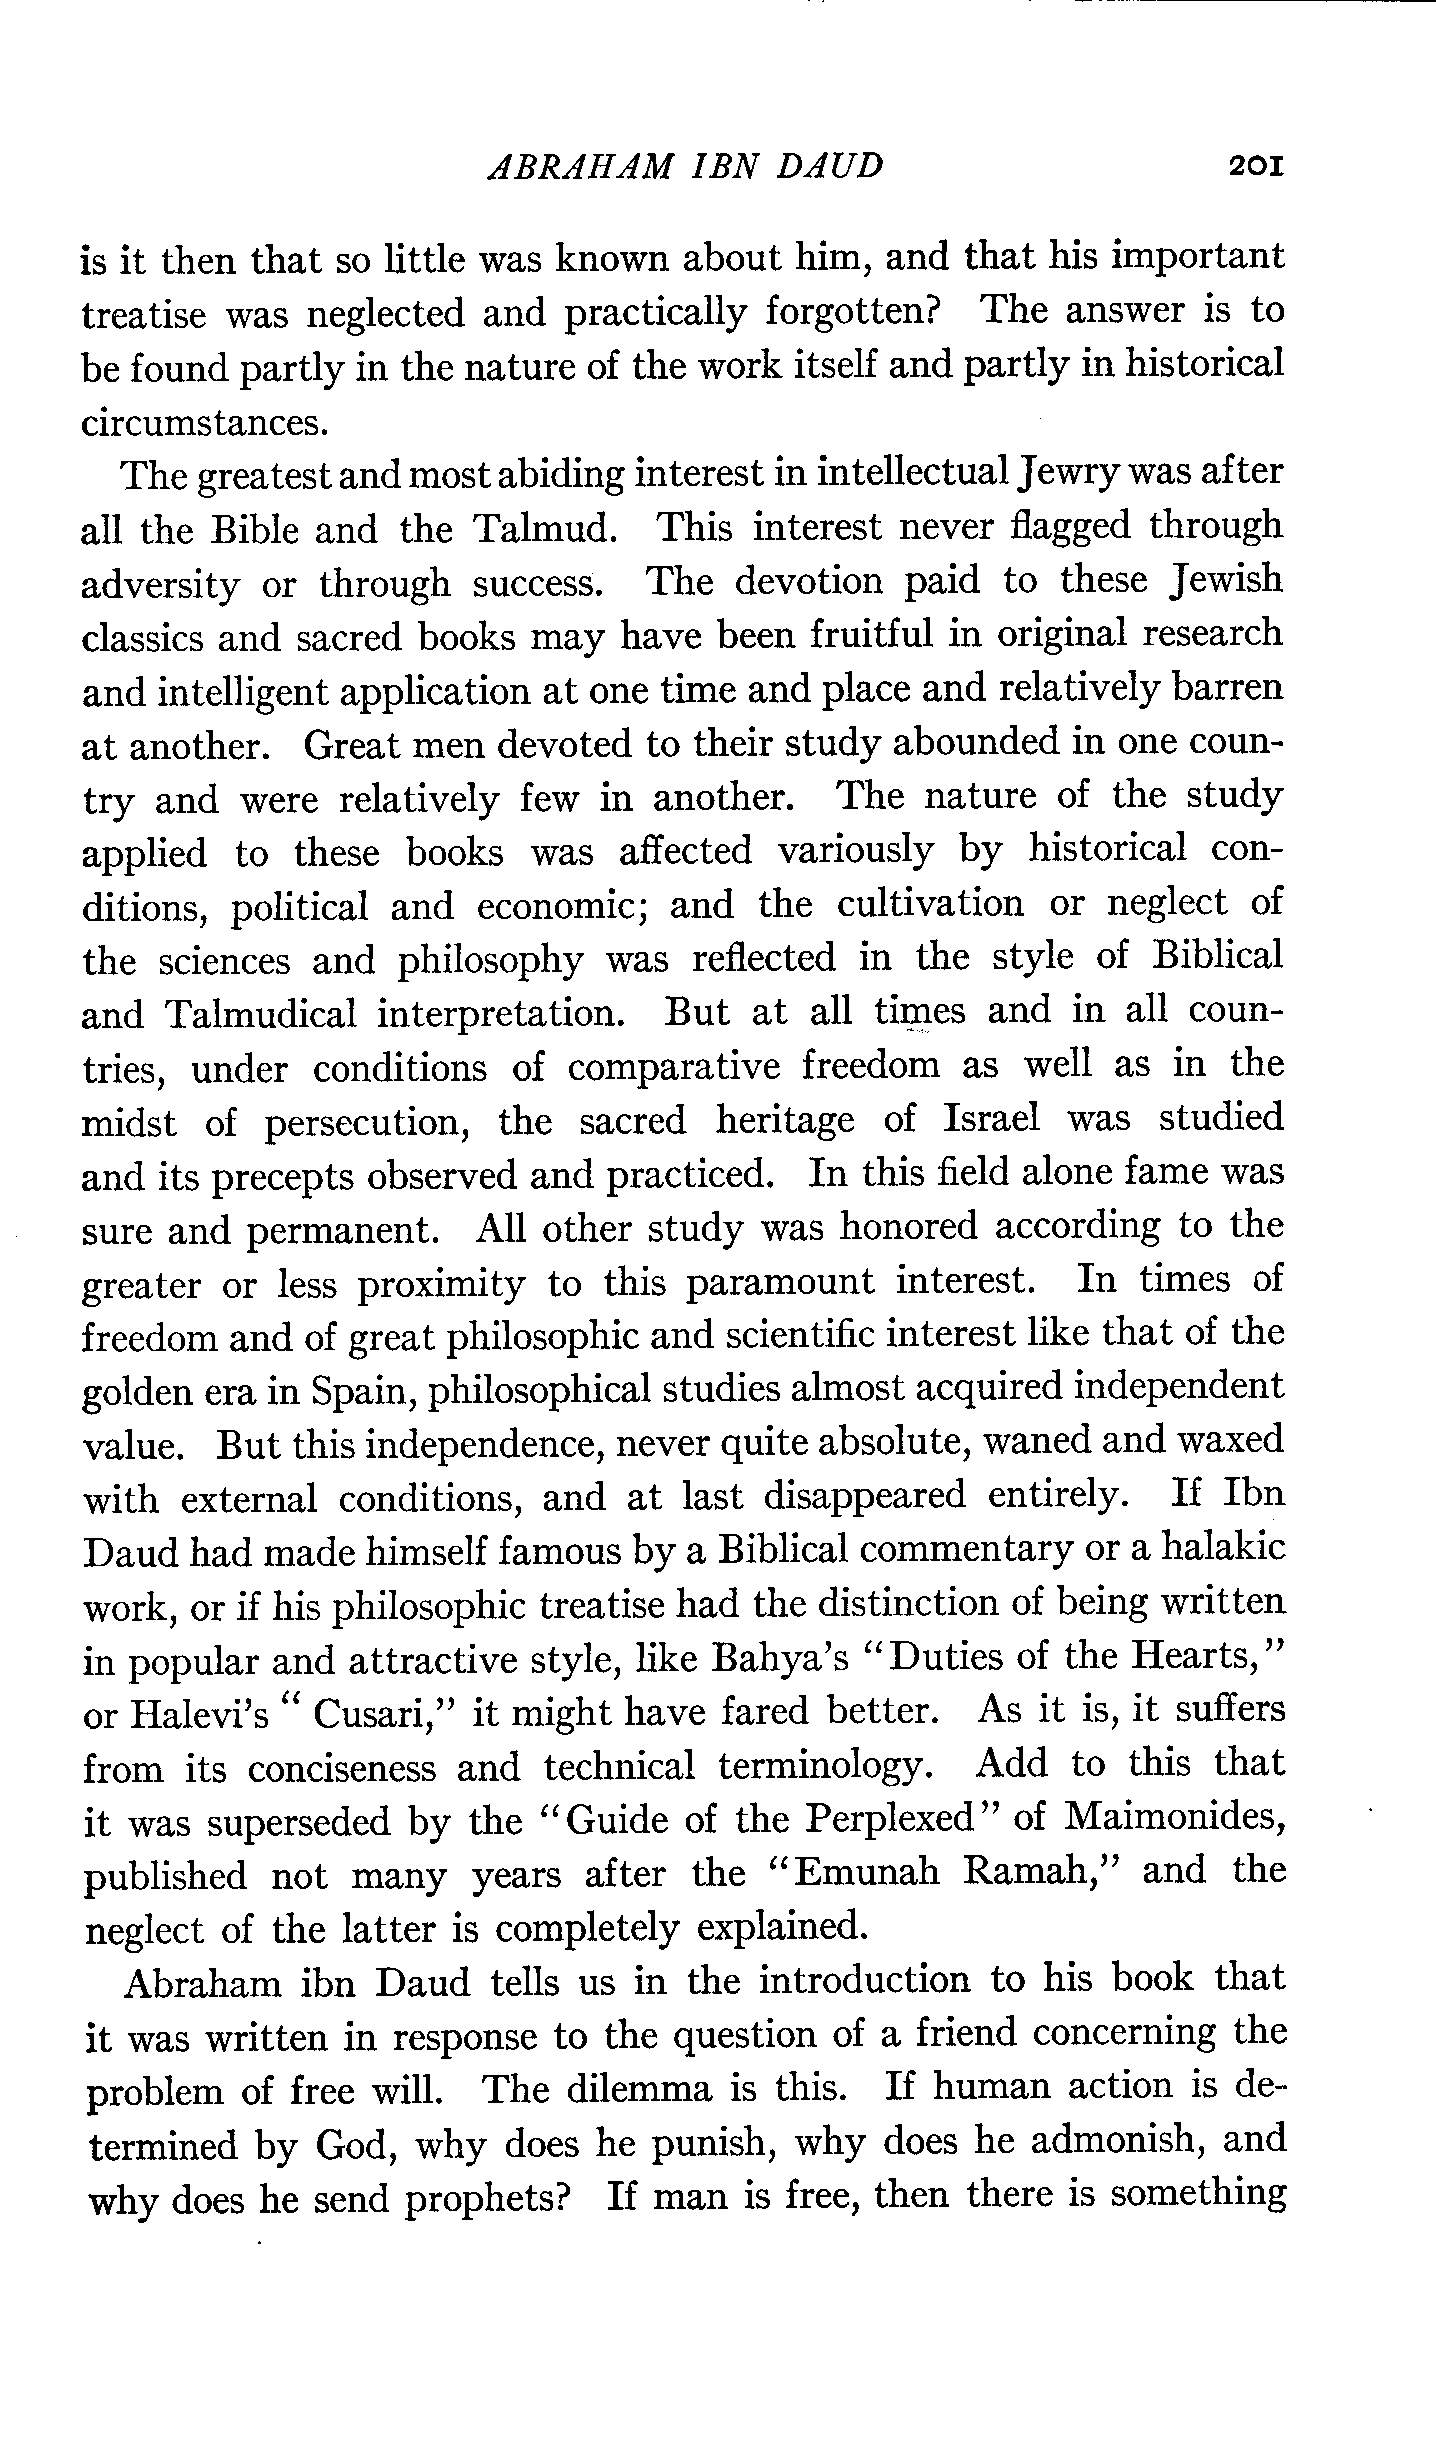 ABRAHAM IBN DAUD 201
is it then that so little was known about him, and that his important
treatise was neglected and practically forgotten? The answer is to
be found partly in the nature of the work itself and partly in historical
circumstances.
The greatest and most abiding interest in intellectual Jewry was after
all the Bible and the Talmud. This interest never flagged through
adversity or through success. The devotion paid to these Jewish
classics and sacred books may have been fruitful in original research
and intelligent application at one time and place and relatively barren
at another. Great men devoted to their study abounded in one coun-
try and were relatively few in another. The nature of the study
applied to these books was affected variously by historical con-
ditions, political and economic; and the cultivation or neglect of
the sciences and philosophy was reflected in the style of Biblical
and Talmudical interpretation. But at all times and in all coun-
tries, under conditions of comparative freedom as well as in the
midst of persecution, the sacred heritage of Israel was studied
and its precepts observed and practiced. In this field alone fame was
sure and permanent. All other study was honored according to the
greater or less proximity to this paramount interest. In times of
freedom and of great philosophic and scientific interest like that of the
golden era in Spain, philosophical studies almost acquired independent
value. But this independence, never quite absolute, waned and waxed
with external conditions, and at last disappeared entirely. If Ibn
Daud had made himself famous by a Biblical commentary or a halakic
work, or if his philosophic treatise had the distinction of being written
in popular and attractive style, like Bahya's "Duties of the Hearts,"
or Halevi's " Cusari," it might have fared better. As it is, it suffers
from its conciseness and technical terminology. Add to this that
it was superseded by the "Guide of the Perplexed" of Maimonides,
published not many years after the "Emunah Ramah," and the
neglect of the latter is completely explained.
Abraham ibn Daud tells us in the introduction to his book that
it was written in response to the question of a friend concerning the
problem of free will. The dilemma is this. If human action is de-
termined by God, why does he punish, why does he admonish, and
why does he send prophets? If man is free, then there is something